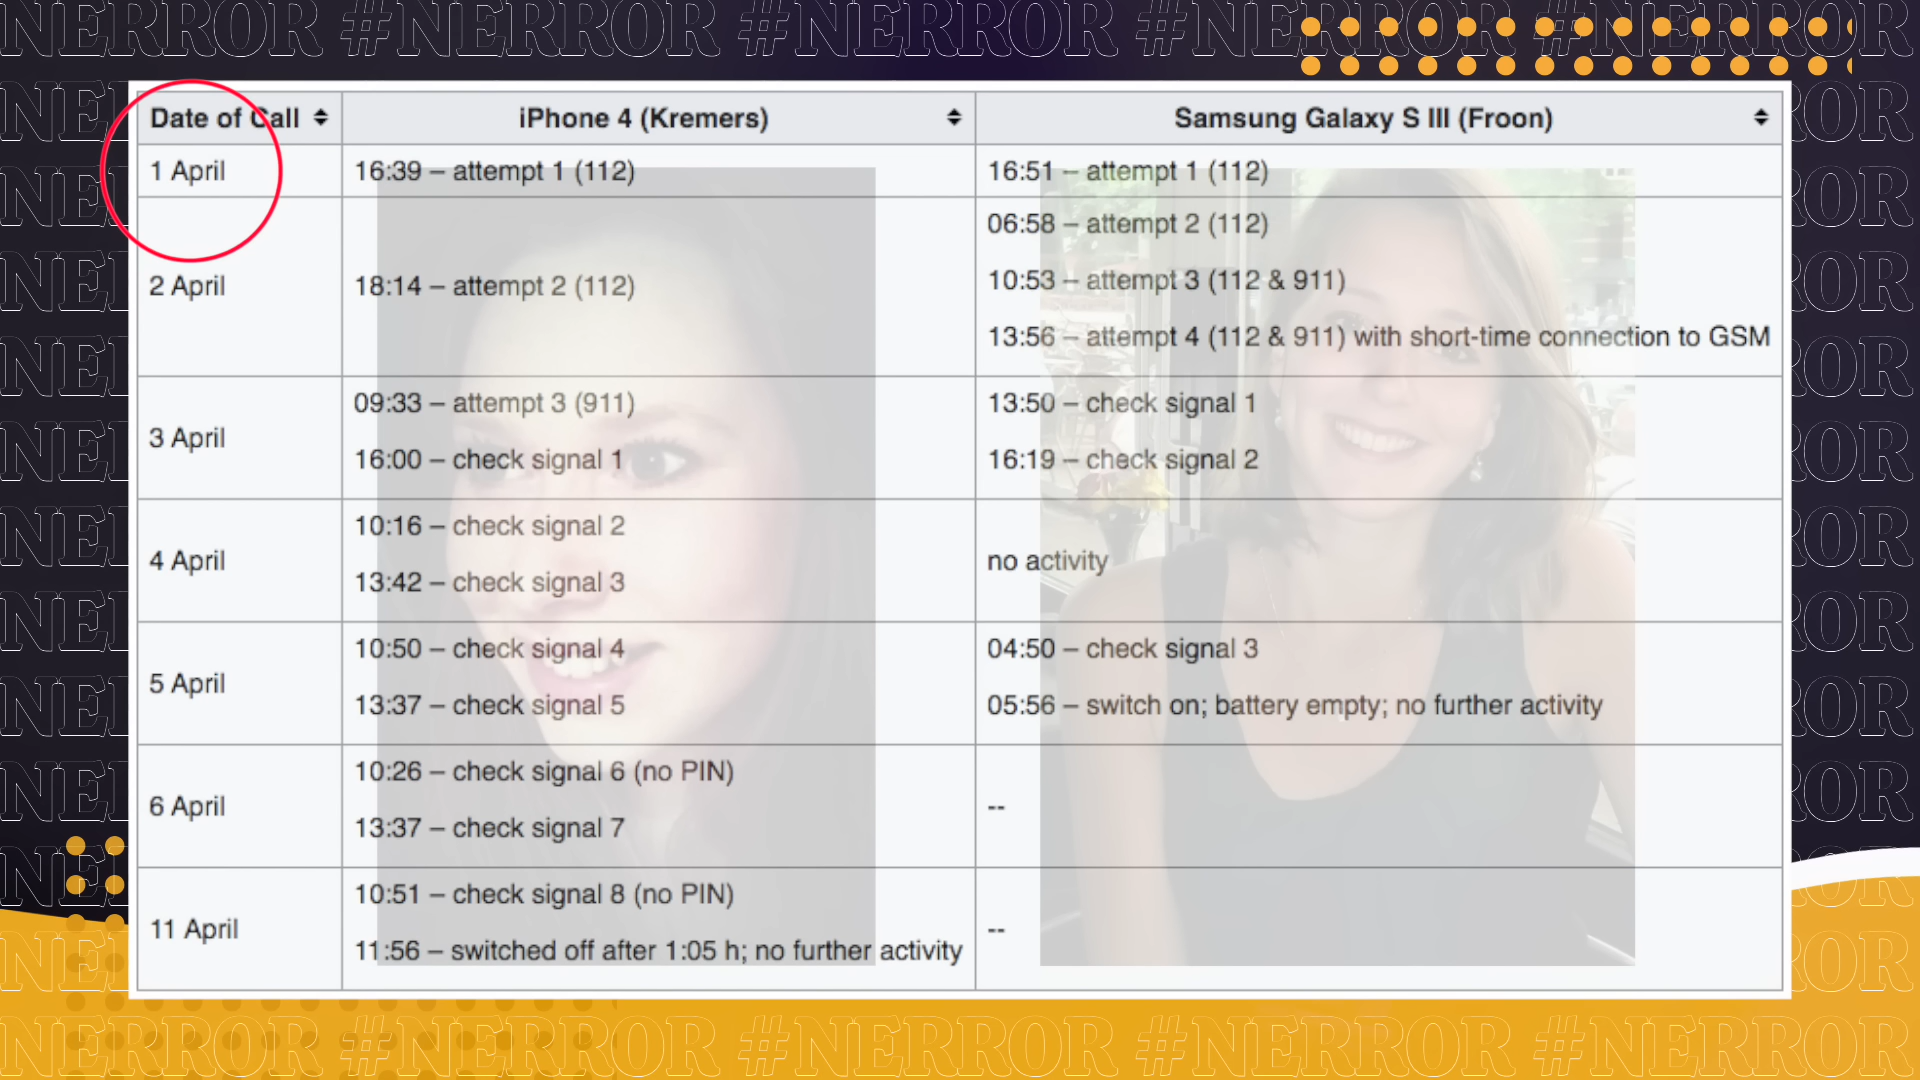 NERROR #NERROR #NERROR #NERROR #NERROR
Date of Call iPhone 4 (Kremers) Samsung Galaxy S III (Froon)
1 April 16:39 – attempt 1 (112) 16:51 – attempt 1 (112)
06:58 – attempt 2 (112)
2 April 18:14 – attempt 2 (112) 10:53 – attempt 3 (112 & 911)
13:56 – attempt 4 (112 & 911) with short-time connection to GSM
09:33 – attempt 3 (911) 13:50 – check signal 1
3 April
16:00 – check signal 1 16:19 – check signal 2
10:16 – check signal 2
4 April no activity
13:42 – check signal 3
10:50 – check signal 4 04:50 – check signal 3
5 April
13:37 – check signal 5 05:56 – switch on; battery empty; no further activity
10:26 – check signal 6 (no PIN)
6 April --
13:37 – check signal 7
10:51 – check signal 8 (no PIN)
11 April --
11:56 – switched off after 1:05 h; no further activity
NERROR #NERROR #NERROR #NERROR #NERROR